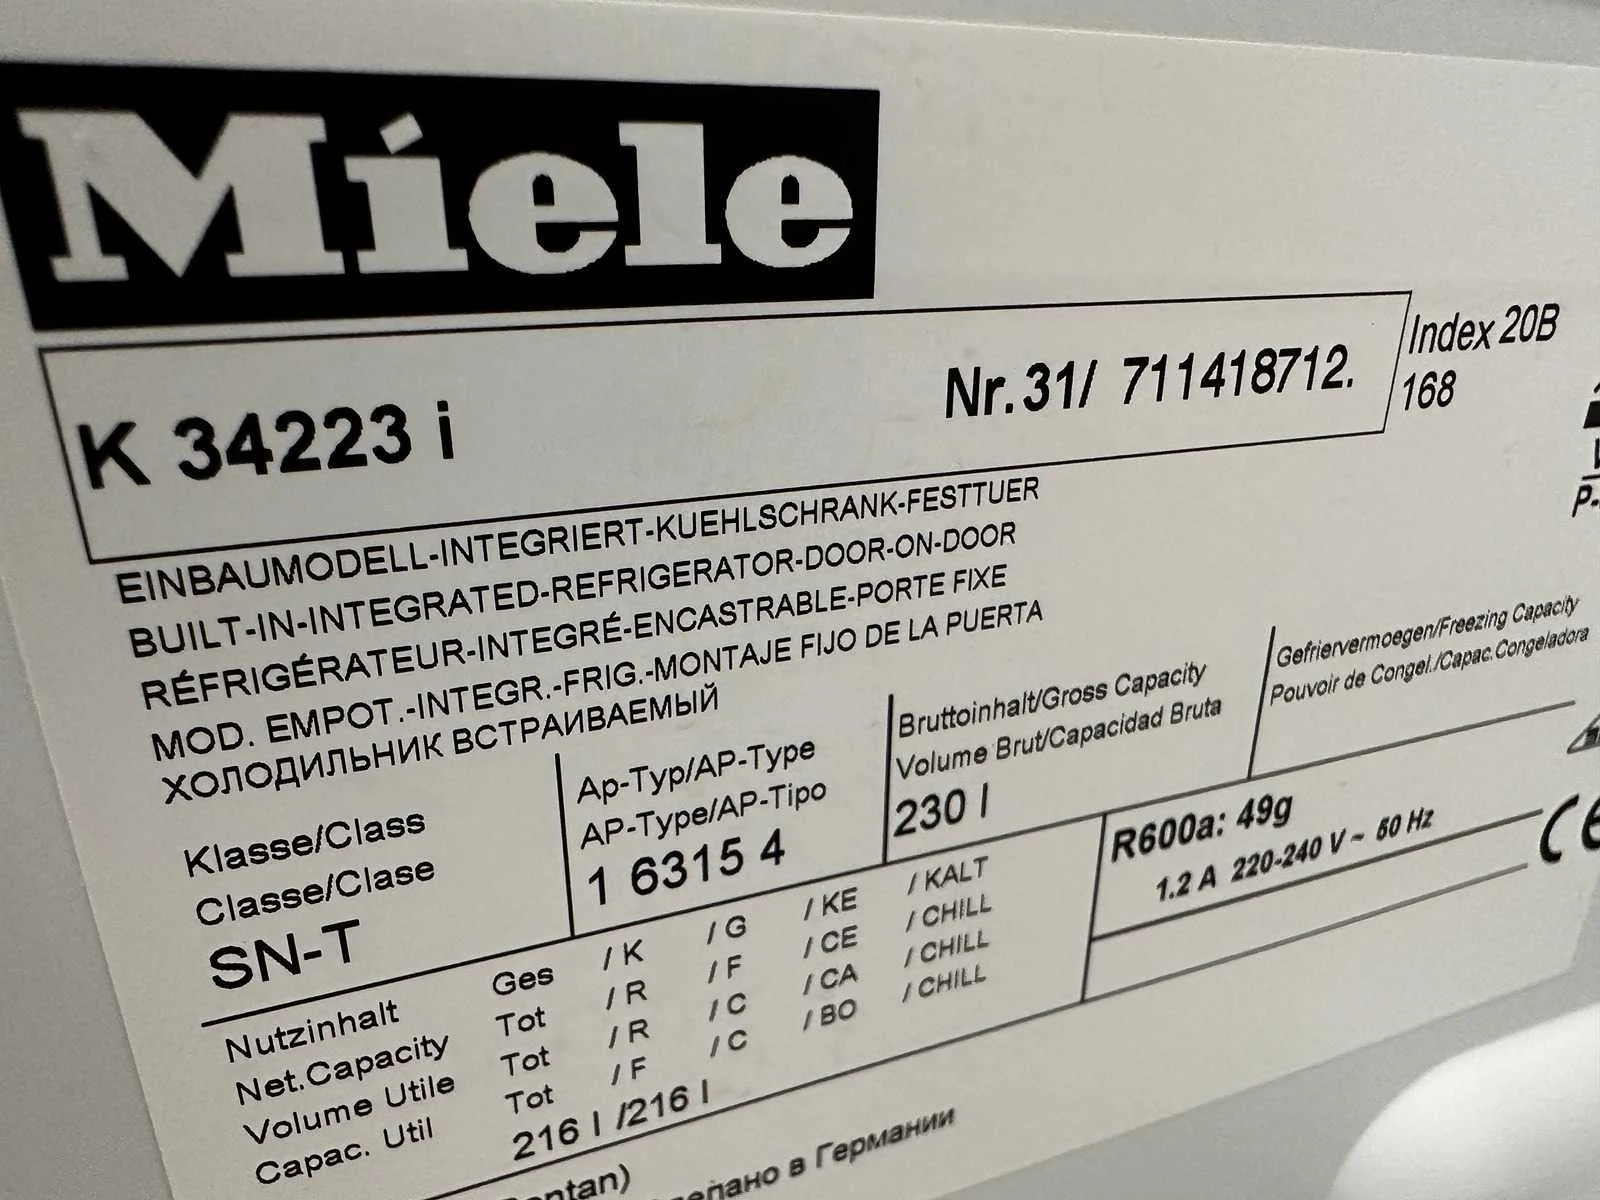 Miele
K 34223 i
Nr.31/ 711418712.
Index 20B
168
EINBAUMODELL-INTEGRIERT-KUEHLSCHRANK-FESTTUER
BUILT-IN-INTEGRATED-REFRIGERATOR-DOOR-ON-DOOR
RÉFRIGÉRATEUR-INTEGRÉ-ENCASTRABLE-PORTE FIXE
MOD. EMPOT.-INTEGR.-FRIG.-MONTAJE FIJO DE LA PUERTA
ХОЛОДИЛЬНИК ВСТРАИВАЕМЫЙ
Klasse/Class
Classe/Clase
SN-T
Ap-Typ/AP-Type
AP-Type/AP-Tipo
1 6315 4
Bruttoinhalt/Gross Capacity
Volume Brut/Capacidad Bruta
230 l
Gefriervermoegen/Freezing Capacity
Pouvoir de Congel./Capac.Congeladora
R600a: 49g
1.2 A 220-240 V ~ 50 Hz
CE
Nutzinhalt Ges / K / G / KE / KALT
Net.Capacity Tot / R / F / CE / CHILL
Volume Utile Tot / R / C / CA / CHILL
Capac. Util Tot / F / C / BO / CHILL
216 l /216 l